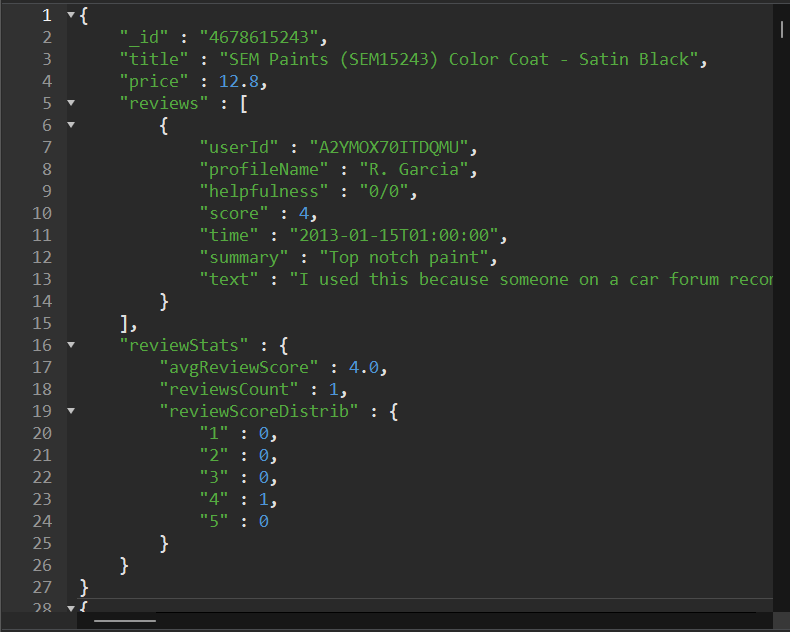 1 {
2 "_id" : "4678615243",
3 "title" : "SEM Paints (SEM15243) Color Coat - Satin Black",
4 "price" : 12.8,
5 "reviews" : [
6 {
7 "userId" : "A2YMOX70ITDQMU",
8 "profileName" : "R. Garcia",
9 "helpfulness" : "0/0",
10 "score" : 4,
11 "time" : "2013-01-15T01:00:00",
12 "summary" : "Top notch paint",
13 "text" : "I used this because someone on a car forum
14 }
15 ],
16 "reviewStats" : {
17 "avgReviewScore" : 4.0,
18 "reviewsCount" : 1,
19 "reviewScoreDistrib" : {
20 "1" : 0,
21 "2" : 0,
22 "3" : 0,
23 "4" : 1,
24 "5" : 0
25 }
26 }
27 }
28 {